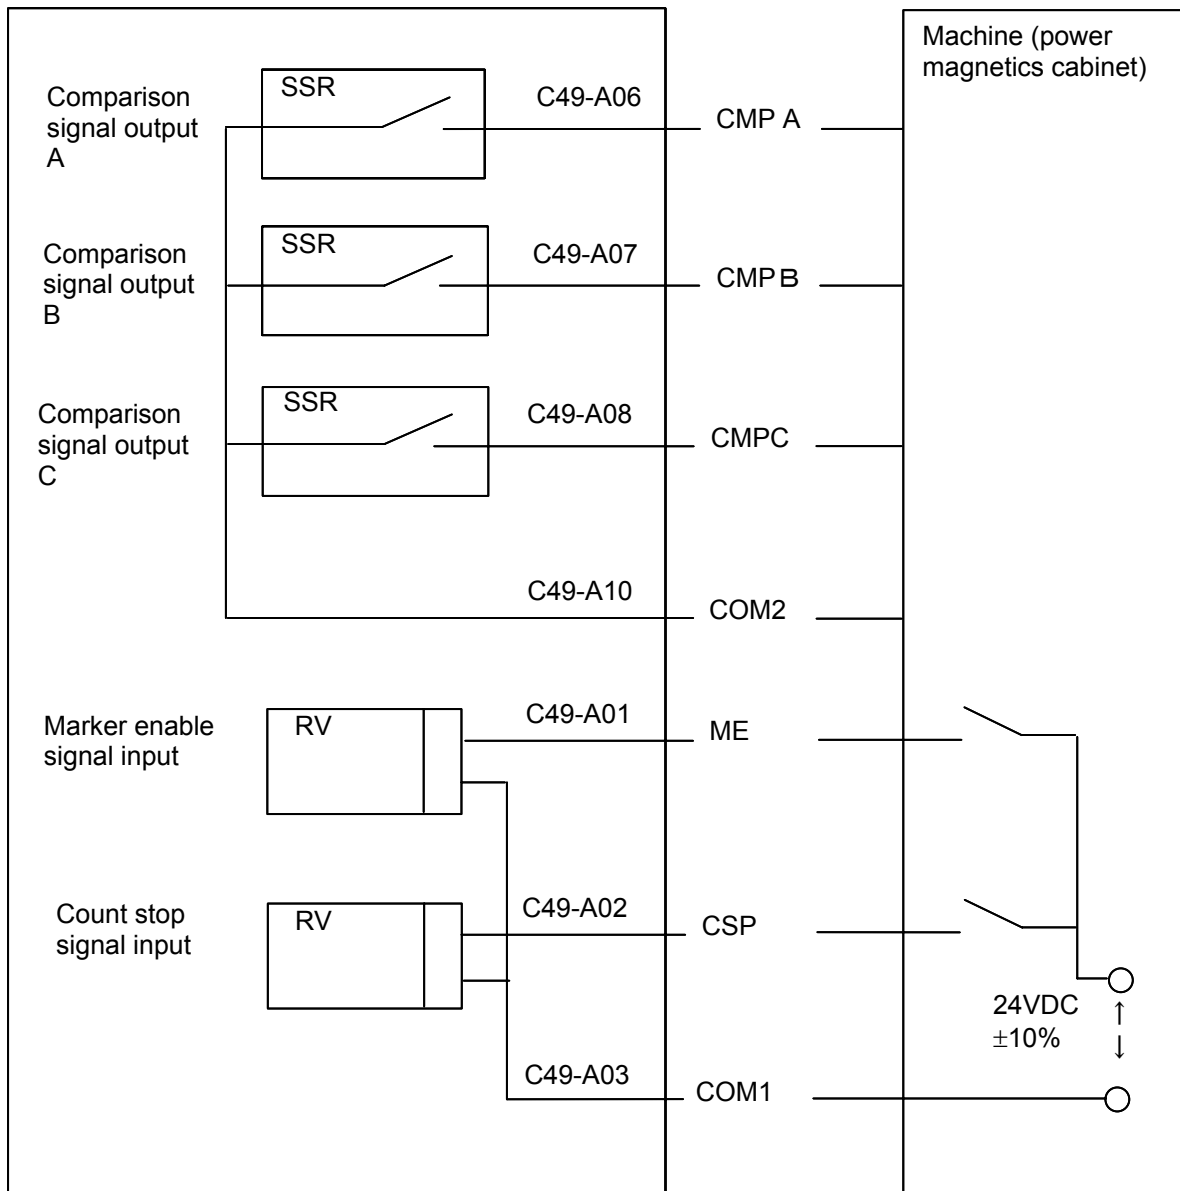 Machine (power
magnetics cabinet)
Comparison
signal output
A
SSR
C49-A06
CMP A
Comparison
signal output
B
SSR
C49-A07
CMP B
Comparison
signal output
C
SSR
C49-A08
CMPC
C49-A10
COM2
Marker enable
signal input
RV
C49-A01
ME
Count stop
signal input
RV
C49-A02
CSP
24VDC
±10%
↑
↓
C49-A03
COM1